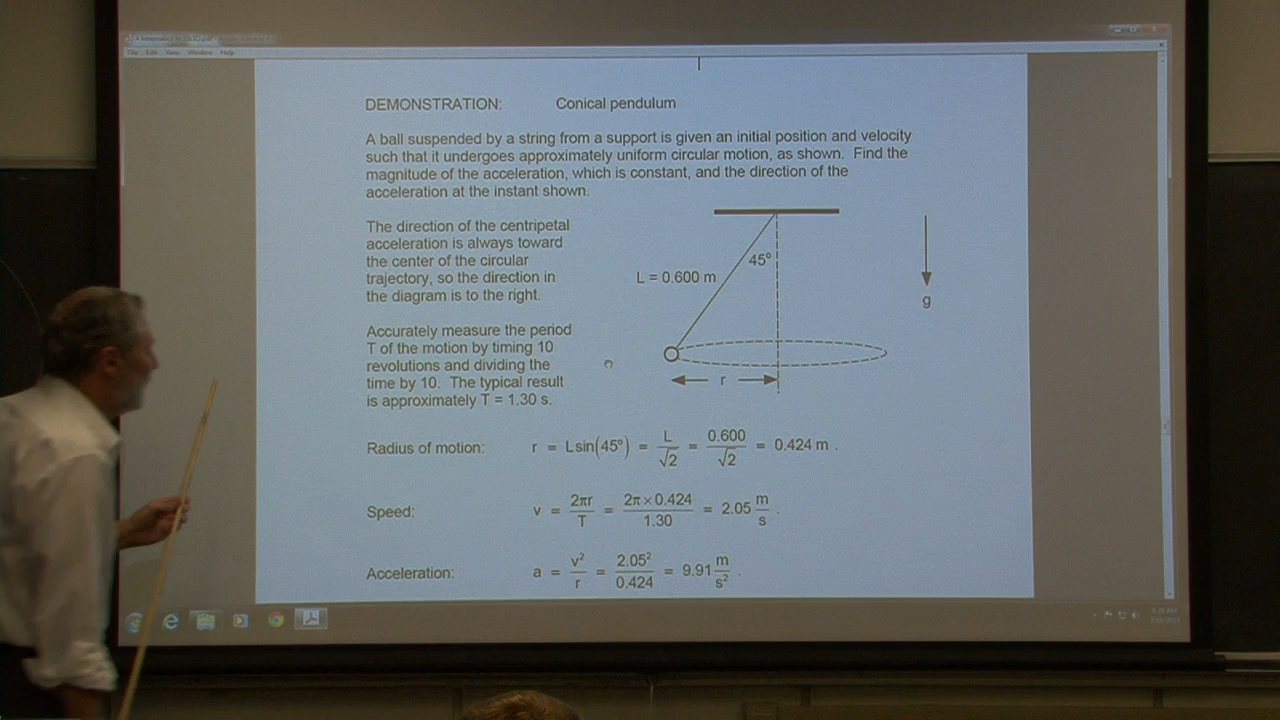 File Edit View Window Help
DEMONSTRATION: Conical pendulum
A ball suspended by a string from a support is given an initial position and velocity
such that it undergoes approximately uniform circular motion, as shown. Find the
magnitude of the acceleration, which is constant, and the direction of the
acceleration at the instant shown.
The direction of the centripetal
acceleration is always toward
the center of the circular
trajectory, so the direction in
the diagram is to the right.
45°
L = 0.600 m
g
Accurately measure the period
T of the motion by timing 10
revolutions and dividing the
time by 10. The typical result
is approximately T = 1.30 s.
r
Radius of motion: r = Lsin(45°) = L/√2 = 0.600/√2 = 0.424 m .
Speed: v = 2πr/T = 2π×0.424/1.30 = 2.05 m/s .
Acceleration: a = v²/r = 2.05²/0.424 = 9.91 m/s² .